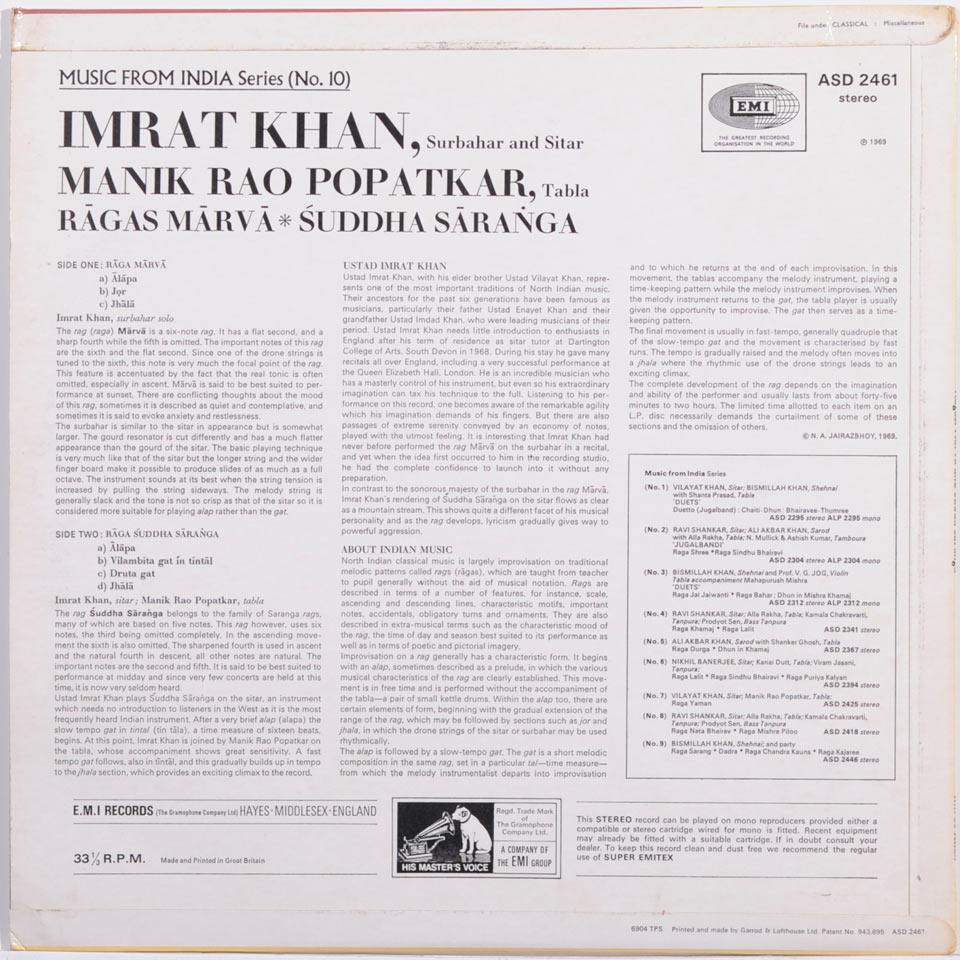 File under CLASSICAL : Miscellaneous
MUSIC FROM INDIA Series (No. 10)
EMI
THE GREATEST RECORDING
ORGANISATION IN THE WORLD
ASD 2461
stereo
℗ 1969
IMRAT KHAN, Surbahar and Sitar
MANIK RAO POPATKAR, Tabla
RĀGAS MĀRVĀ * ŚUDDHA SĀRAṄGA
SIDE ONE: RĀGA MĀRVĀ
a) Ālāpa
b) Joṛ
c) Jhālā
Imrat Khan, surbahar solo
The rag (raga) Mārvā is a six-note rag. It has a flat second, and a
sharp fourth while the fifth is omitted. The important notes of this rag
are the sixth and the flat second. Since one of the drone strings is
tuned to the sixth, this note is very much the focal point of the rag.
This feature is accentuated by the fact that the real tonic is often
omitted, especially in ascent. Mārvā is said to be best suited to per-
formance at sunset. There are conflicting thoughts about the mood
of this rag, sometimes it is described as quiet and contemplative, and
sometimes it is said to evoke anxiety and restlessness.
The surbahar is similar to the sitar in appearance but is somewhat
larger. The gourd resonator is cut differently and has a much flatter
appearance than the gourd of the sitar. The basic playing technique
is very much like that of the sitar but the longer string and the wider
finger board make it possible to produce slides of as much as a full
octave. The instrument sounds at its best when the string tension is
increased by pulling the string sideways. The melody string is
generally slack and the tone is not so crisp as that of the sitar so it is
considered more suitable for playing alap rather than the gat.
SIDE TWO: RĀGA ŚUDDHA SĀRAṄGA
a) Ālāpa
b) Vilambita gat in tīntāl
c) Druta gat
d) Jhālā
Imrat Khan, sitar; Manik Rao Popatkar, tabla
The rag Śuddha Sāraṅga belongs to the family of Saranga rags,
many of which are based on five notes. This rag however, uses six
notes, the third being omitted completely. In the ascending move-
ment the sixth is also omitted. The sharpened fourth is used in ascent
and the natural fourth in descent, all other notes are natural. The
important notes are the second and fifth. It is said to be best suited to
performance at midday and since very few concerts are held at this
time, it is now very seldom heard.
Ustad Imrat Khan plays Śuddha Sāraṅga on the sitar, an instrument
which needs no introduction to listeners in the West as it is the most
frequently heard Indian instrument. After a very brief alap (alapa) the
slow tempo gat in tintal (tīn tāla), a time measure of sixteen beats,
begins. At this point, Imrat Khan is joined by Manik Rao Popatkar on
the tabla, whose accompaniment shows great sensitivity. A fast
tempo gat follows, also in tīntāl, and this gradually builds up in tempo
to the jhala section, which provides an exciting climax to the record.
USTAD IMRAT KHAN
Ustad Imrat Khan, with his elder brother Ustad Vilayat Khan, repre-
sents one of the most important traditions of North Indian music.
Their ancestors for the past six generations have been famous as
musicians, particularly their father Ustad Enayet Khan and their
grandfather Ustad Imdad Khan, who were leading musicians of their
period. Ustad Imrat Khan needs little introduction to enthusiasts in
England after his term of residence as sitar tutor at Dartington
College of Arts, South Devon in 1968. During his stay he gave many
recitals all over England, including a very successful performance at
the Queen Elizabeth Hall, London. He is an incredible musician who
has a masterly control of his instrument, but even so his extraordinary
imagination can tax his technique to the full. Listening to his per-
formance on this record, one becomes aware of the remarkable agility
which his imagination demands of his fingers. But there are also
passages of extreme serenity conveyed by an economy of notes,
played with the utmost feeling. It is interesting that Imrat Khan had
never before performed the rag Mārvā on the surbahar in a recital,
and yet when the idea first occurred to him in the recording studio,
he had the complete confidence to launch into it without any
preparation.
In contrast to the sonorous majesty of the surbahar in the rag Mārvā,
Imrat Khan's rendering of Śuddha Sāraṅga on the sitar flows as clear
as a mountain stream. This shows quite a different facet of his musical
personality and as the rag develops, lyricism gradually gives way to
powerful aggression.
ABOUT INDIAN MUSIC
North Indian classical music is largely improvisation on traditional
melodic patterns called rags (rāgas), which are taught from teacher
to pupil generally without the aid of musical notation. Rags are
described in terms of a number of features, for instance, scale,
ascending and descending lines, characteristic motifs, important
notes, accidentals, obligatory turns and ornaments. They are also
described in extra-musical terms such as the characteristic mood of
the rag, the time of day and season best suited to its performance as
well as in terms of poetic and pictorial imagery.
Improvisation on a rag generally has a characteristic form. It begins
with an alap, sometimes described as a prelude, in which the various
musical characteristics of the rag are clearly established. This move-
ment is in free time and is performed without the accompaniment of
the tabla—a pair of small kettle drums. Within the alap too, there are
certain elements of form, beginning with the gradual extension of the
range of the rag, which may be followed by sections such as jor and
jhala, in which the drone strings of the sitar or surbahar may be used
rhythmically.
The alap is followed by a slow-tempo gat. The gat is a short melodic
composition in the same rag, set in a particular tal—time measure—
from which the melody instrumentalist departs into improvisation
and to which he returns at the end of each improvisation. In this
movement, the tablas accompany the melody instrument, playing a
time-keeping pattern while the melody instrument improvises. When
the melody instrument returns to the gat, the tabla player is usually
given the opportunity to improvise. The gat then serves as a time-
keeping pattern.
The final movement is usually in fast-tempo, generally quadruple that
of the slow-tempo gat and the movement is characterised by fast
runs. The tempo is gradually raised and the melody often moves into
a jhala where the rhythmic use of the drone strings leads to an
exciting climax.
The complete development of the rag depends on the imagination
and ability of the performer and usually lasts from about forty-five
minutes to two hours. The limited time allotted to each item on an
L.P. disc necessarily demands the curtailment of some of these
sections and the omission of others.
© N. A. JAIRAZBHOY, 1969.
Music from India Series
(No. 1) VILAYAT KHAN, Sitar; BISMILLAH KHAN, Shehnai
with Shanta Prasad, Tabla
'DUETS'
Duetto (Jugalband) : Chaiti-Dhun : Bhairavee-Thumree
ASD 2295 stereo ALP 2295 mono
(No. 2) RAVI SHANKAR, Sitar; ALI AKBAR KHAN, Sarod
with Alla Rakha, Tabla; N. Mullick & Ashish Kumar, Tamboura
'JUGALBANDI'
Raga Shree * Raga Sindhu Bhairavi
ASD 2304 stereo ALP 2304 mono
(No. 3) BISMILLAH KHAN, Shehnai and Prof. V. G. JOG, Violin
Tabla accompaniment Mahapurush Mishra
'DUETS'
Raga Jai Jaiwanti * Raga Bahar; Dhun in Mishra Khamaj
ASD 2312 stereo ALP 2312 mono
(No. 4) RAVI SHANKAR, Sitar; Alla Rakha, Tabla; Kamala Chakravarti,
Tanpura; Prodyot Sen, Bass Tanpura
Raga Khamaj * Raga Lalit ASD 2341 stereo
(No. 5) ALI AKBAR KHAN, Sarod with Shanker Ghosh, Tabla
Raga Durga * Dhun in Khamaj ASD 2367 stereo
(No. 6) NIKHIL BANERJEE, Sitar; Kanai Dutt, Tabla; Viram Jasani,
Tanpura;
Raga Lalit * Raga Sindhu Bhairavi * Raga Puriya Kalyan
ASD 2394 stereo
(No. 7) VILAYAT KHAN, Sitar; Manik Rao Popatkar, Tabla;
Raga Yaman ASD 2425 stereo
(No. 8) RAVI SHANKAR, Sitar; Alla Rakha, Tabla; Kamala Chakravarti,
Tanpura; Prodyot Sen, Bass Tanpura
Raga Nata Bhairav * Raga Mishra Piloo ASD 2418 stereo
(No. 9) BISMILLAH KHAN, Shehnai; and party
Raga Sarang * Dadra * Raga Chandra Kauns * Raga Kajaree
ASD 2446 stereo
E.M.I RECORDS (The Gramophone Company Ltd) HAYES · MIDDLESEX · ENGLAND
33⅓ R.P.M. Made and Printed in Great Britain
HIS MASTER'S VOICE
Regd. Trade Mark
of The
Gramophone
Company Ltd.
A COMPANY OF
THE EMI GROUP
This STEREO record can be played on mono reproducers provided either a
compatible or stereo cartridge wired for mono is fitted. Recent equipment
may already be fitted with a suitable cartridge. If in doubt consult your
dealer. To keep this record clean and dust free we recommend the regular
use of SUPER EMITEX
6904 TPS Printed and made by Garrod & Lofthouse Ltd. Patent No. 943,895 ASD 2461